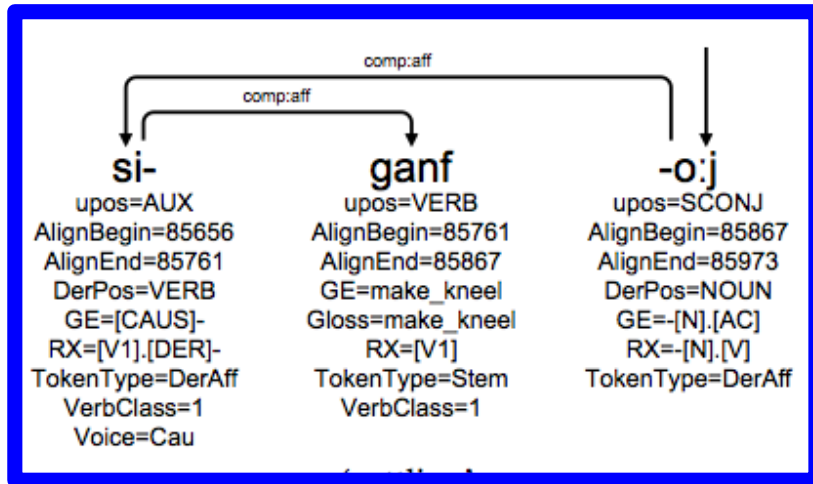 comp:aff
comp:aff
si- ganf -o:j
upos=AUX upos=VERB upos=SCONJ
AlignBegin=85656 AlignBegin=85761 AlignBegin=85867
AlignEnd=85761 AlignEnd=85867 AlignEnd=85973
DerPos=VERB GE=make_kneel DerPos=NOUN
GE=[CAUS]- Gloss=make_kneel GE=-[N].[AC]
RX=[V1].[DER]- RX=[V1] RX=-[N].[V]
TokenType=DerAff TokenType=Stem TokenType=DerAff
VerbClass=1 VerbClass=1
Voice=Cau